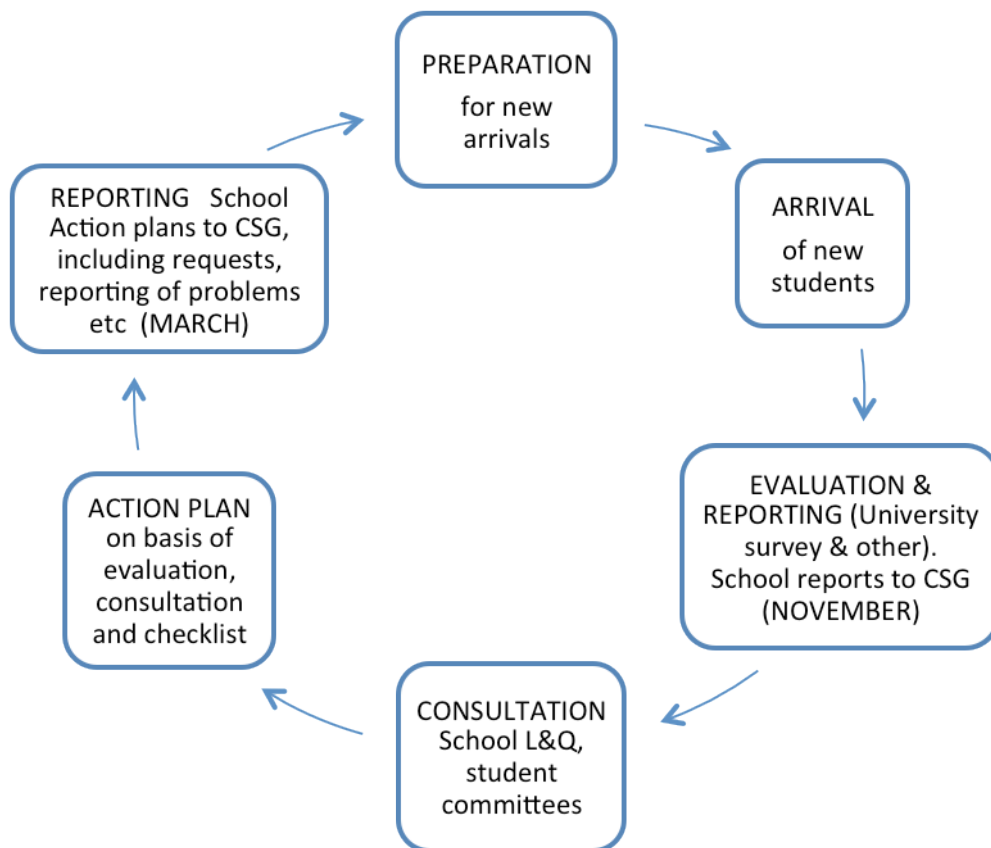 PREPARATION
for new
arrivals
ARRIVAL
of new
students
EVALUATION &
REPORTING (University
survey & other).
School reports to CSG
(NOVEMBER)
CONSULTATION
School L&Q,
student
committees
ACTION PLAN
on basis of
evaluation,
consultation
and checklist
REPORTING School
Action plans to CSG,
including requests,
reporting of problems
etc (MARCH)